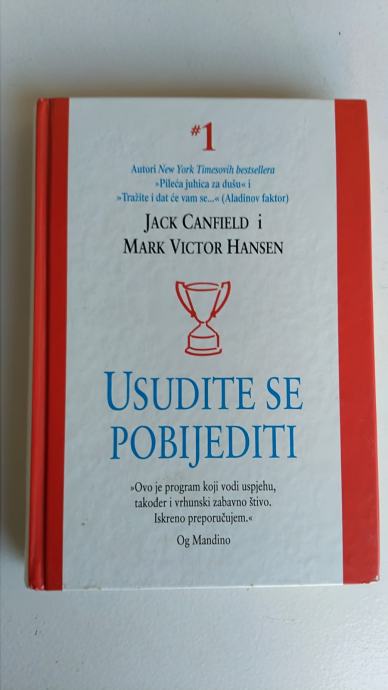 #1
Autori New York Timesovih bestsellera
»Pileća juhica za dušu« i
»Tražite i dat će vam se...« (Aladinov faktor)
JACK CANFIELD i
MARK VICTOR HANSEN
USUDITE SE
POBIJEDITI
»Ovo je program koji vodi uspjehu,
također i vrhunski zabavno štivo.
Iskreno preporučujem.«
Og Mandino